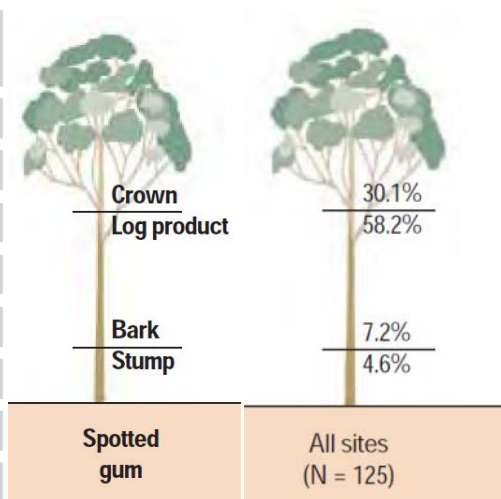 Crown
Log product
Bark
Stump
Spotted
gum
30.1%
58.2%
7.2%
4.6%
All sites
(N = 125)